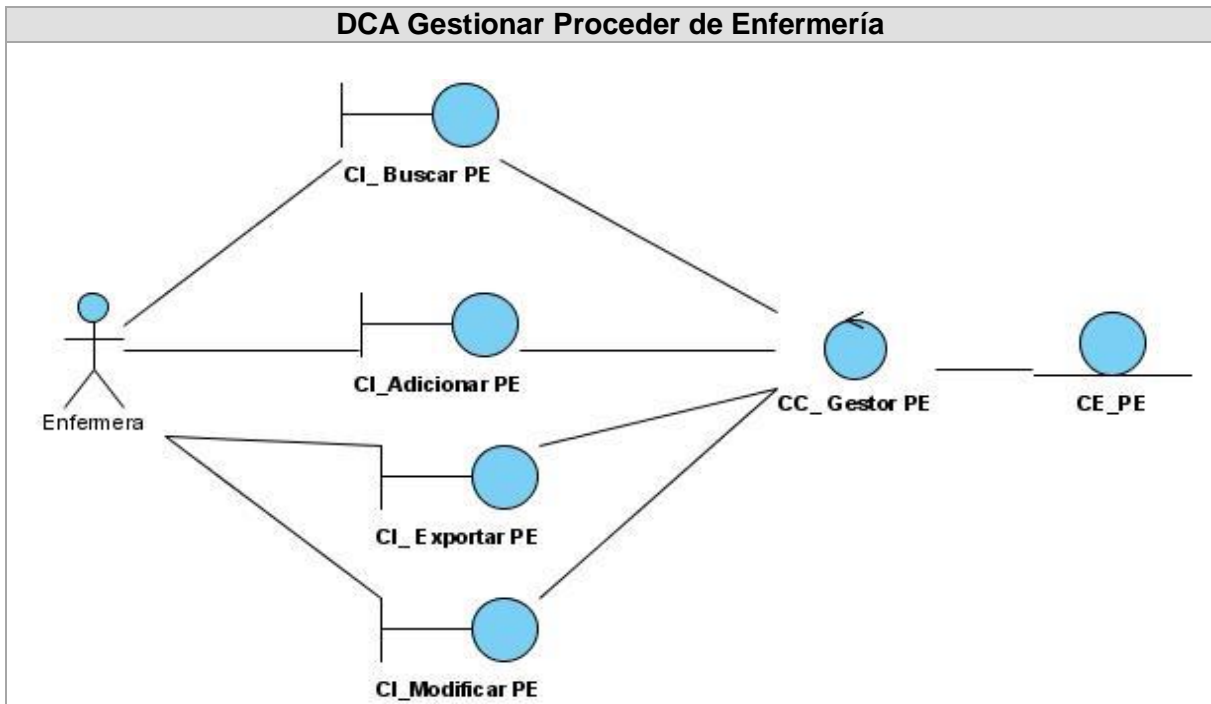 DCA Gestionar Proceder de Enfermería
CI_ Buscar PE
CI_Adicionar PE
Enfermera
CC_ Gestor PE
CE_PE
CI_ Exportar PE
CI_Modificar PE